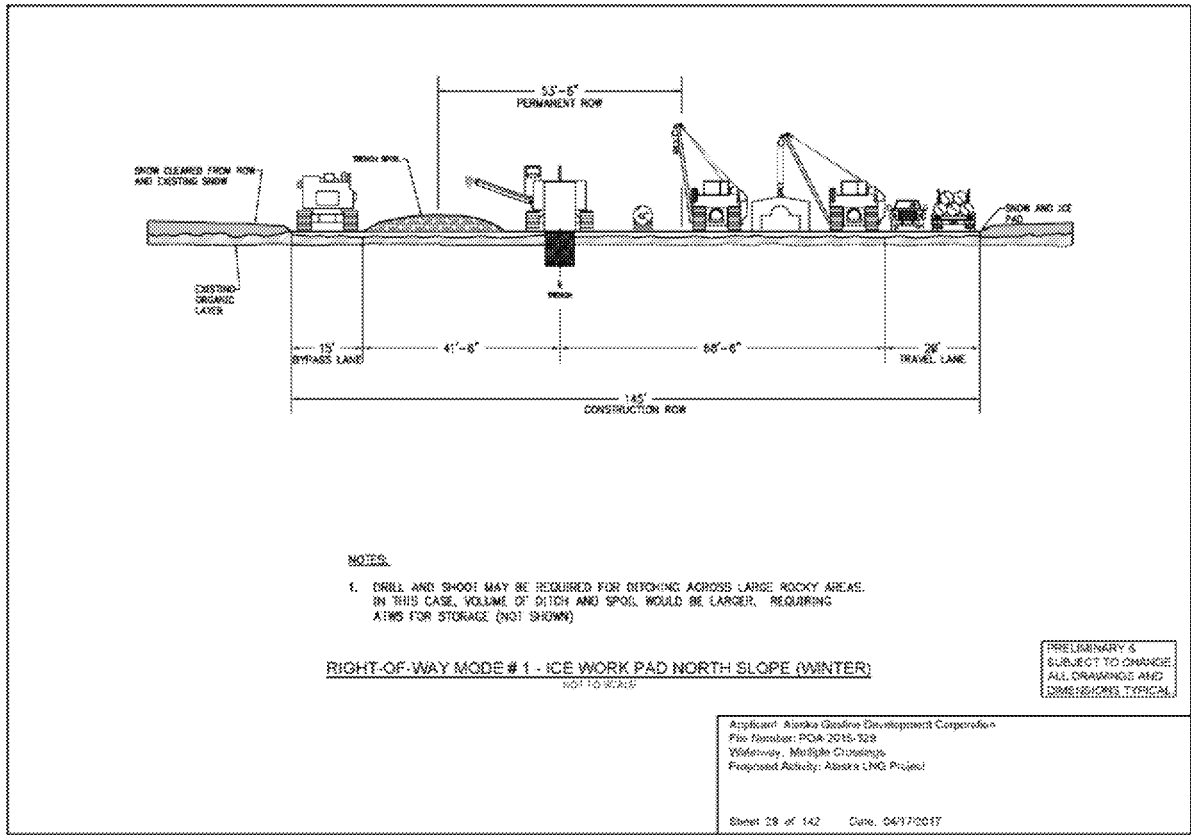 53'-6"
PERMANENT ROW
SNOW CLEARED FROM ROW
AND EXISTING SNOW
TRENCH SPOIL
SNOW AND ICE
PAD
EXISTING
ORGANIC
LAYER
TRENCH
15'
BYPASS LANE
41'-6"
68'-6"
20'
TRAVEL LANE
145'
CONSTRUCTION ROW
NOTES:
1. DRILL AND SHOOT MAY BE REQUIRED FOR DITCHING ACROSS LARGE ROCKY AREAS.
IN THIS CASE, VOLUME OF DITCH AND SPOIL WOULD BE LARGER, REQUIRING
ATWS FOR STORAGE (NOT SHOWN)
RIGHT-OF-WAY MODE # 1 - ICE WORK PAD NORTH SLOPE (WINTER)
NOT TO SCALE
PRELIMINARY &
SUBJECT TO CHANGE
ALL DRAWINGS AND
DIMENSIONS TYPICAL
Applicant: Alaska Gasline Development Corporation
File Number: POA-2015-329
Waterway: Multiple Crossings
Proposed Activity: Alaska LNG Project
Sheet 28 of 142 Date: 04/17/2017